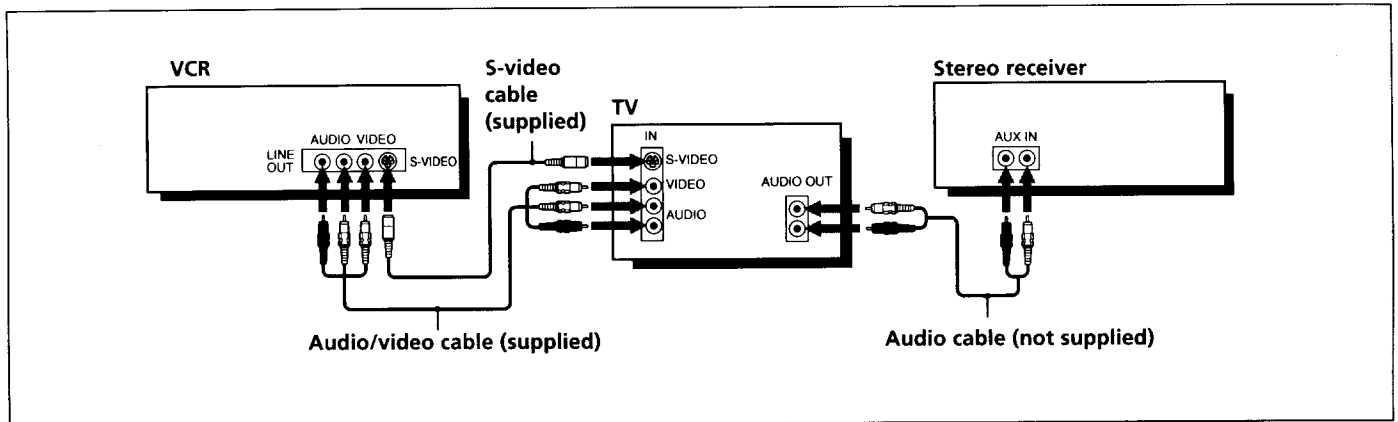 VCR
S-video
cable
(supplied)
TV
Stereo receiver
AUDIO VIDEO
LINE
OUT
S-VIDEO
IN
S-VIDEO
VIDEO
AUDIO
AUDIO OUT
AUX IN
Audio/video cable (supplied)
Audio cable (not supplied)